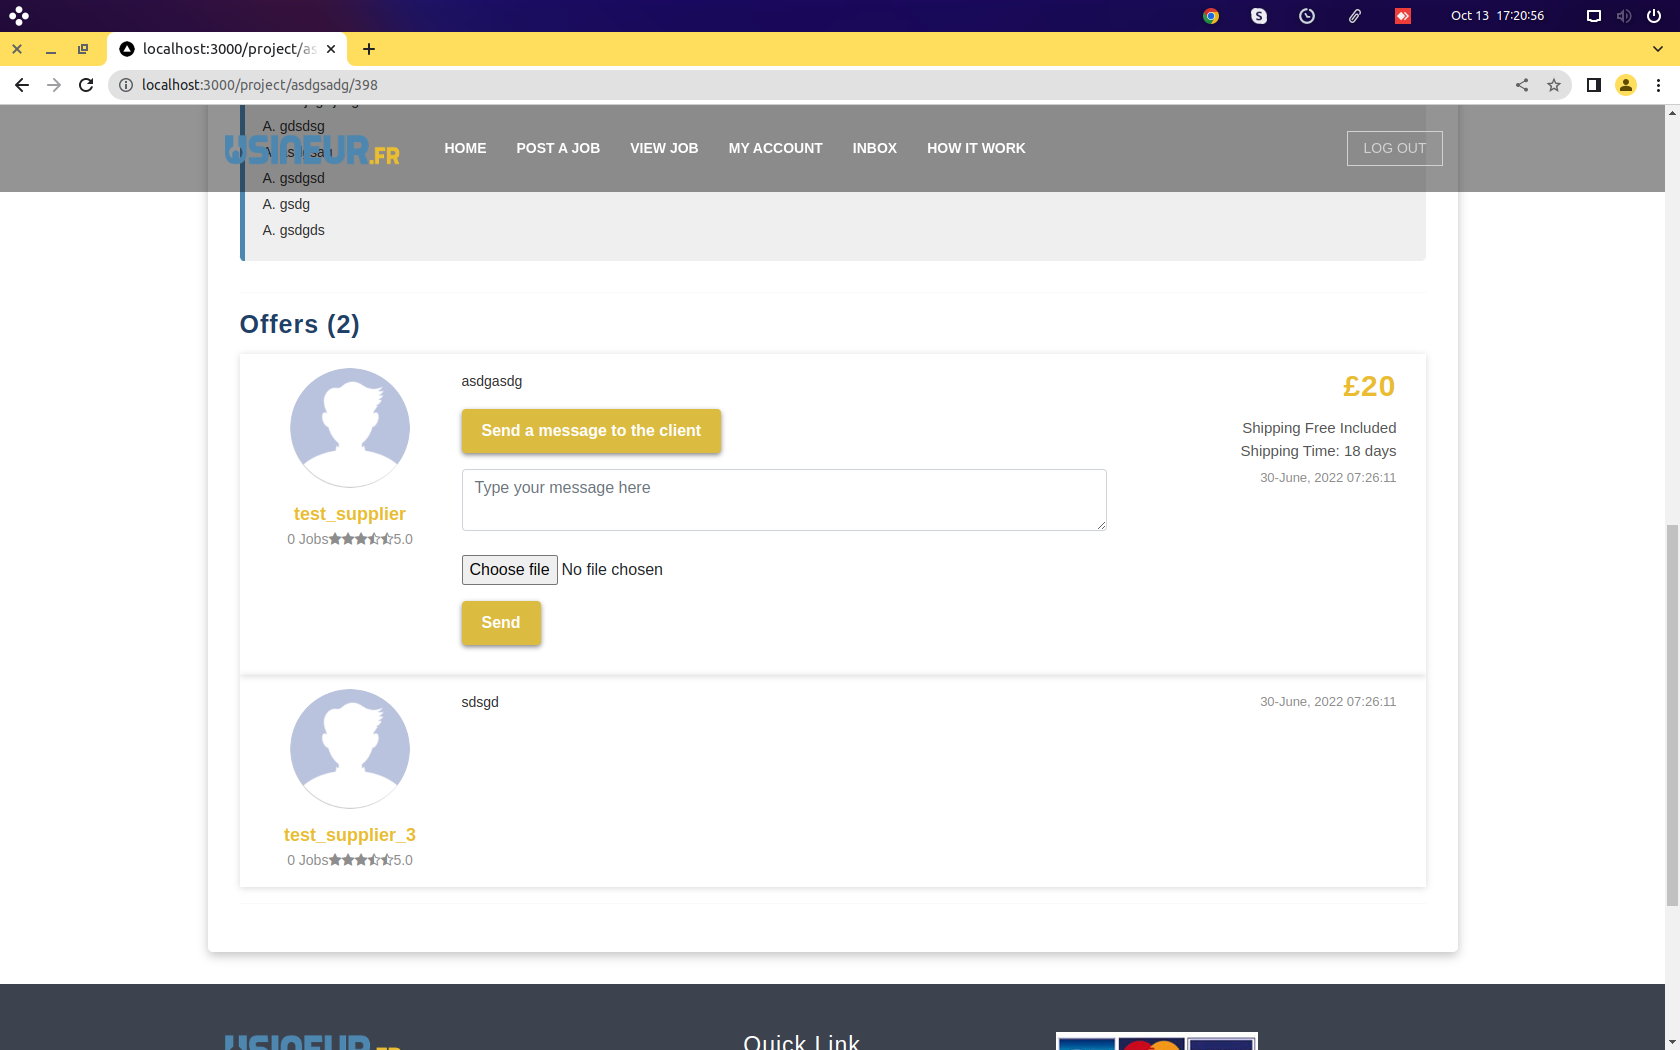 Oct 13 17:20:56
localhost:3000/project/as
localhost:3000/project/asdgsadg/398
A. gdsdsg
USINEUR.FR
HOME
POST A JOB
VIEW JOB
MY ACCOUNT
INBOX
HOW IT WORK
LOG OUT
A. gsdgsd
A. gsdg
A. gsdgds
Offers (2)
asdgasdg
£20
Send a message to the client
Shipping Free Included
Shipping Time: 18 days
30-June, 2022 07:26:11
Type your message here
test_supplier
0 Jobs 5.0
Choose file No file chosen
Send
sdsgd
30-June, 2022 07:26:11
test_supplier_3
0 Jobs 5.0
USINEUR.FR
Quick Link